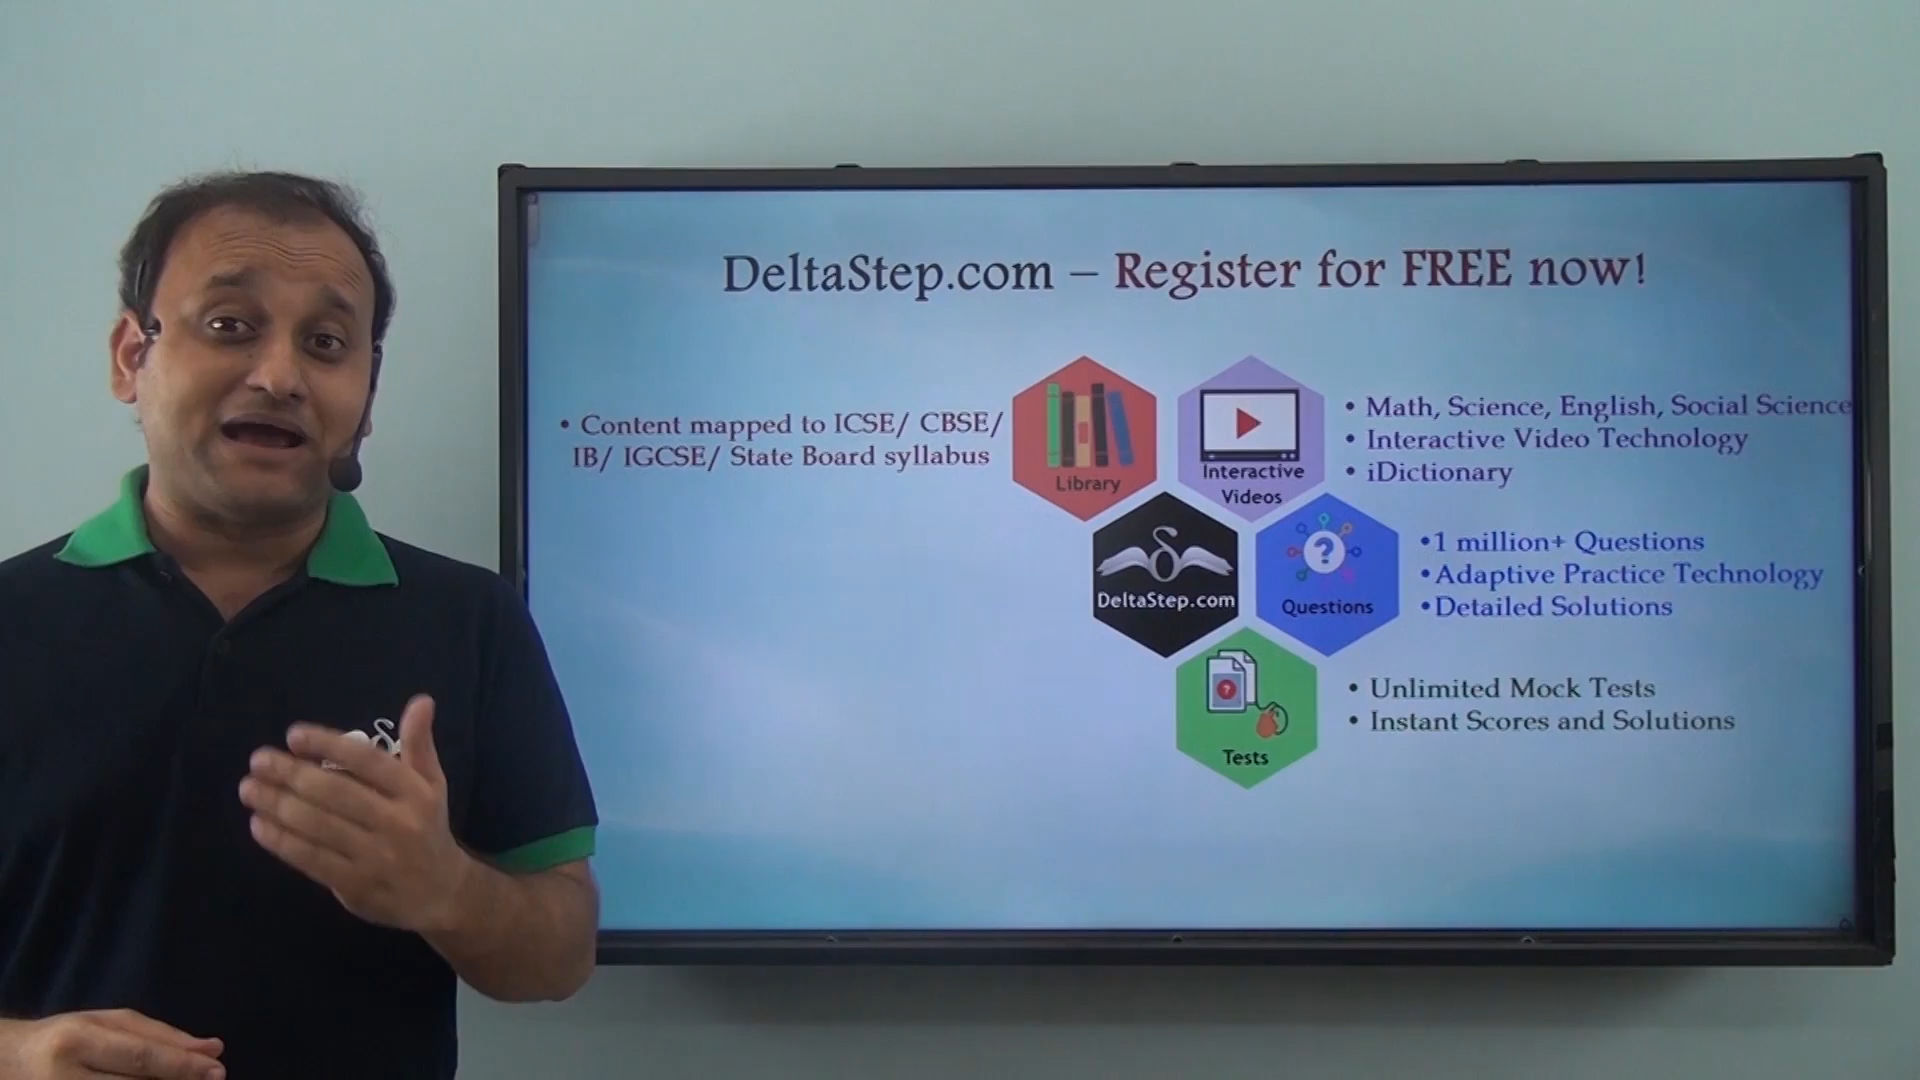 DeltaStep.com – Register for FREE now!
• Content mapped to ICSE/ CBSE/
IB/ IGCSE/ State Board syllabus
Library
Interactive
Videos
• Math, Science, English, Social Science
• Interactive Video Technology
• iDictionary
DeltaStep.com
Questions
•1 million+ Questions
•Adaptive Practice Technology
•Detailed Solutions
Tests
• Unlimited Mock Tests
• Instant Scores and Solutions